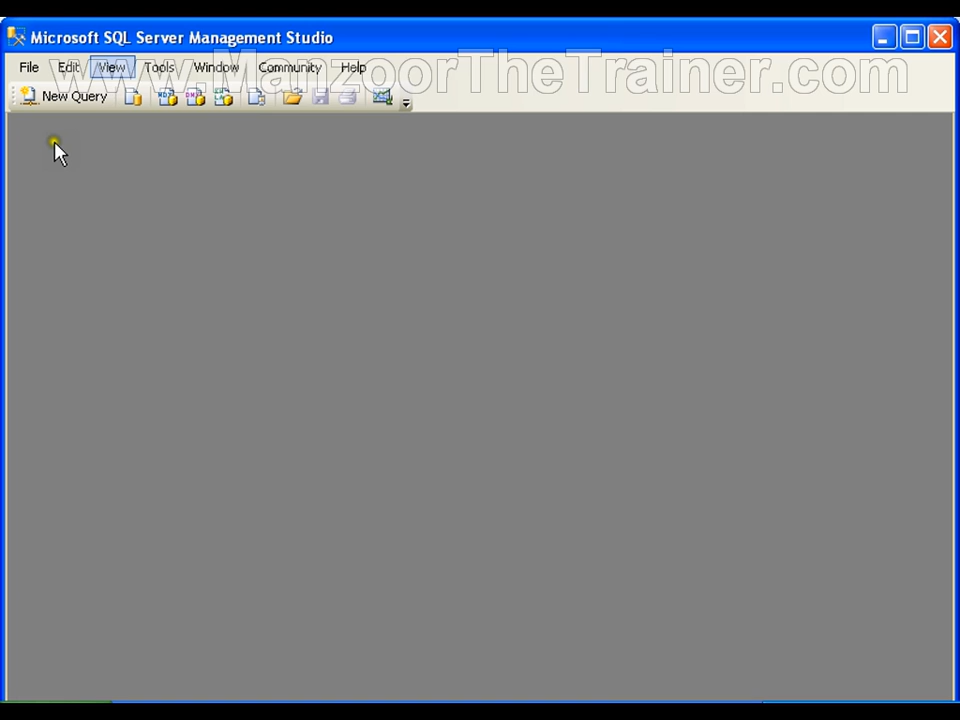 Microsoft SQL Server Management Studio
www.ManzoorTheTrainer.com
File Edit View Tools Window Community Help
New Query